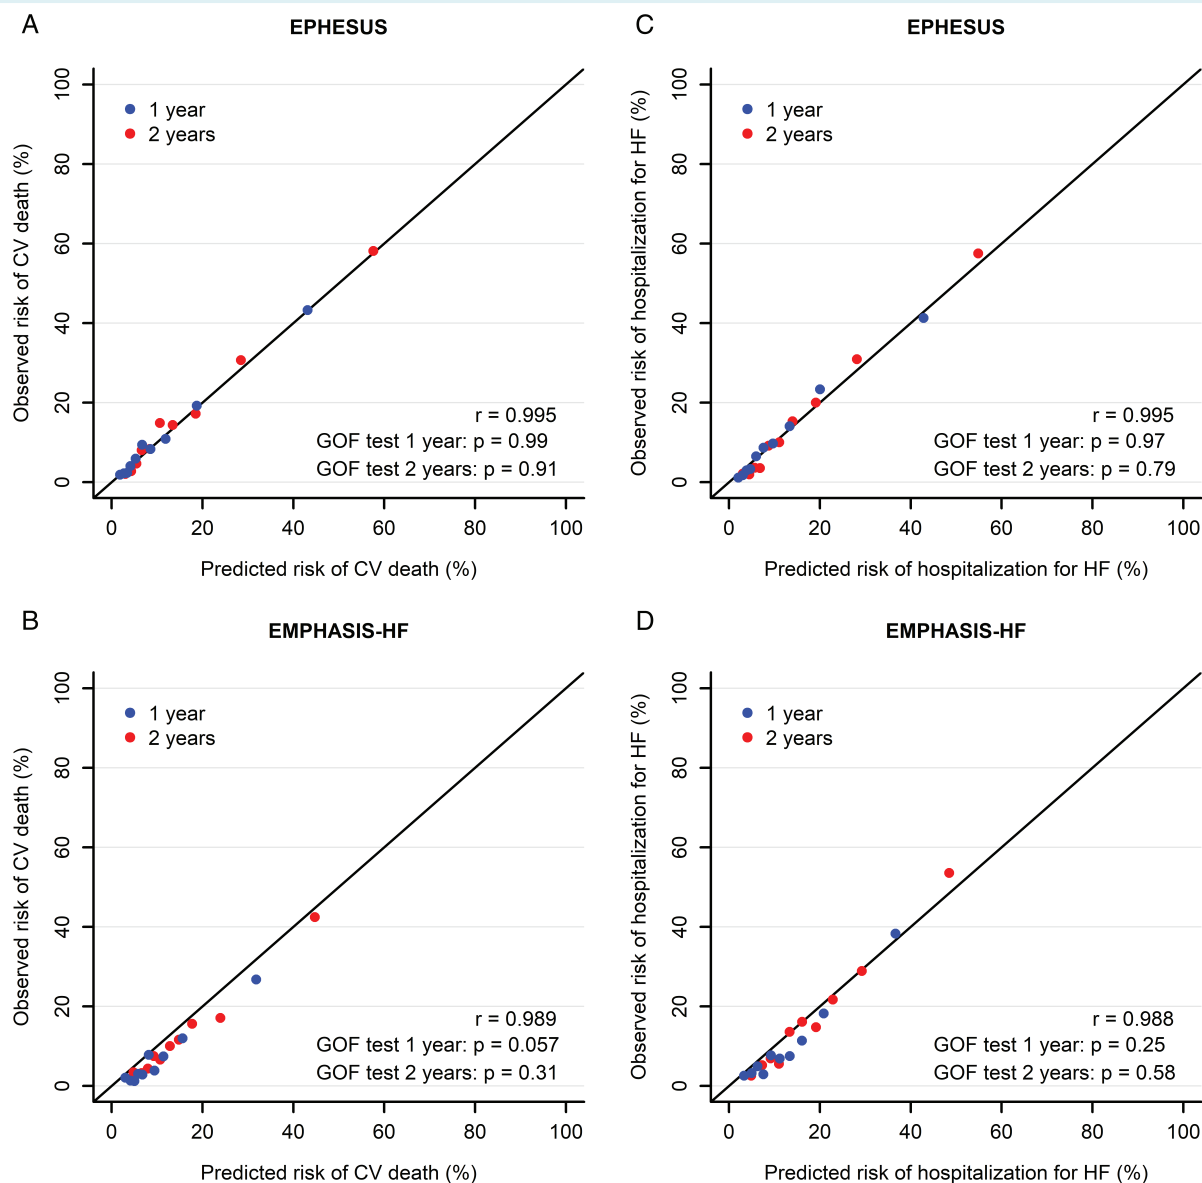 A
EPHESUS
Observed risk of CV death (%)
100
80
60
40
20
0
1 year
2 years
r = 0.995
GOF test 1 year: p = 0.99
GOF test 2 years: p = 0.91
0 20 40 60 80 100
Predicted risk of CV death (%)
C
EPHESUS
Observed risk of hospitalization for HF (%)
100
80
60
40
20
0
1 year
2 years
r = 0.995
GOF test 1 year: p = 0.97
GOF test 2 years: p = 0.79
0 20 40 60 80 100
Predicted risk of hospitalization for HF (%)
B
EMPHASIS-HF
Observed risk of CV death (%)
100
80
60
40
20
0
1 year
2 years
r = 0.989
GOF test 1 year: p = 0.057
GOF test 2 years: p = 0.31
0 20 40 60 80 100
Predicted risk of CV death (%)
D
EMPHASIS-HF
Observed risk of hospitalization for HF (%)
100
80
60
40
20
0
1 year
2 years
r = 0.988
GOF test 1 year: p = 0.25
GOF test 2 years: p = 0.58
0 20 40 60 80 100
Predicted risk of hospitalization for HF (%)